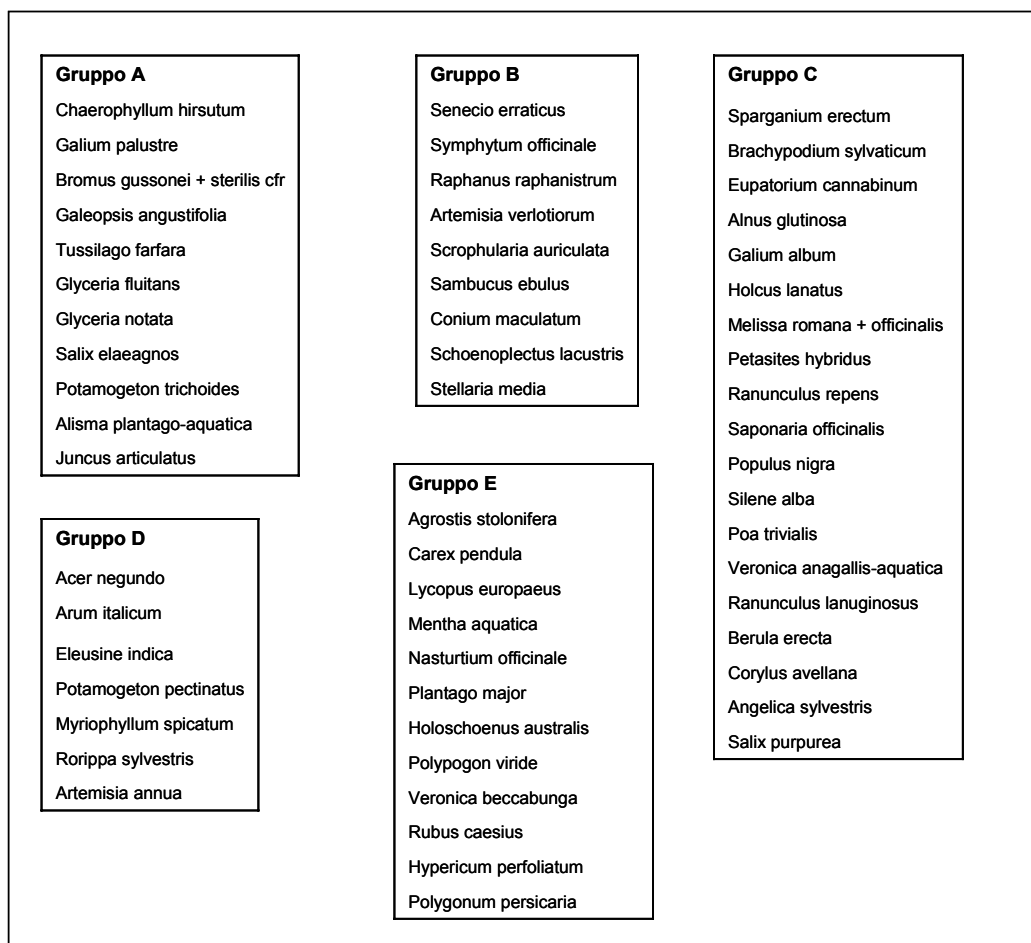 Gruppo A
Chaerophyllum hirsutum
Galium palustre
Bromus gussonei + sterilis cfr
Galeopsis angustifolia
Tussilago farfara
Glyceria fluitans
Glyceria notata
Salix elaeagnos
Potamogeton trichoides
Alisma plantago-aquatica
Juncus articulatus
Gruppo B
Senecio erraticus
Symphytum officinale
Raphanus raphanistrum
Artemisia verlotiorum
Scrophularia auriculata
Sambucus ebulus
Conium maculatum
Schoenoplectus lacustris
Stellaria media
Gruppo C
Sparganium erectum
Brachypodium sylvaticum
Eupatorium cannabinum
Alnus glutinosa
Galium album
Holcus lanatus
Melissa romana + officinalis
Petasites hybridus
Ranunculus repens
Saponaria officinalis
Populus nigra
Silene alba
Poa trivialis
Veronica anagallis-aquatica
Ranunculus lanuginosus
Berula erecta
Corylus avellana
Angelica sylvestris
Salix purpurea
Gruppo D
Acer negundo
Arum italicum
Eleusine indica
Potamogeton pectinatus
Myriophyllum spicatum
Rorippa sylvestris
Artemisia annua
Gruppo E
Agrostis stolonifera
Carex pendula
Lycopus europaeus
Mentha aquatica
Nasturtium officinale
Plantago major
Holoschoenus australis
Polypogon viride
Veronica beccabunga
Rubus caesius
Hypericum perfoliatum
Polygonum persicaria